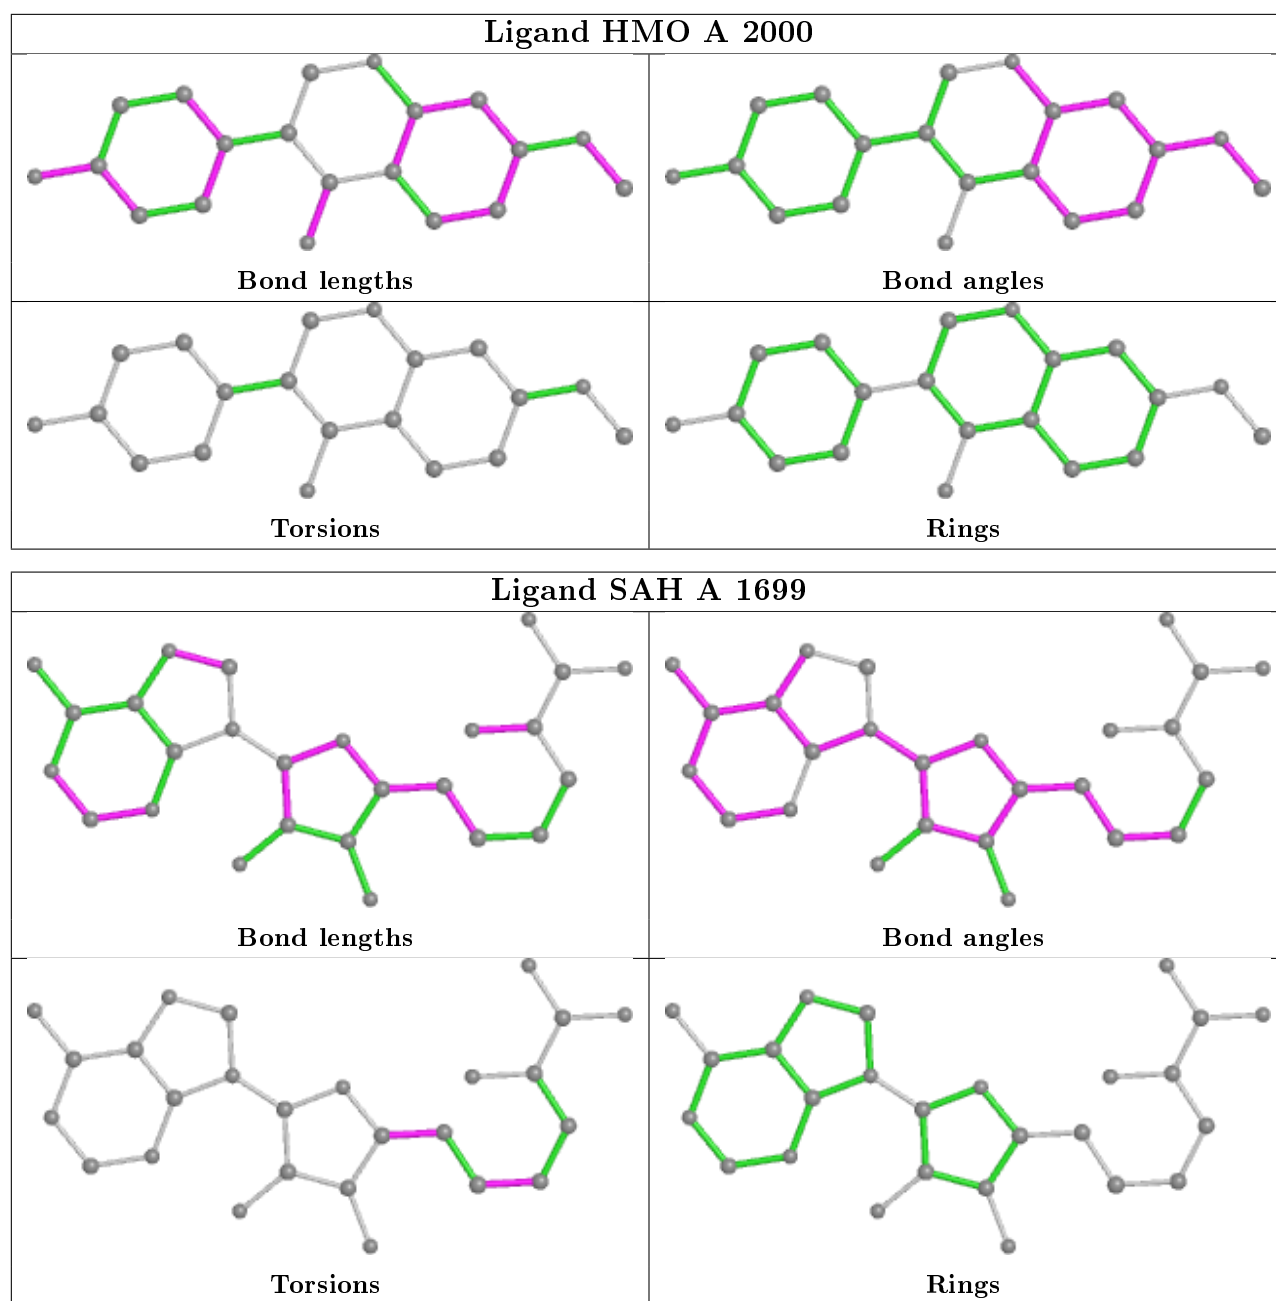 Ligand HMO A 2000
Bond lengths
Bond angles
Torsions
Rings
Ligand SAH A 1699
Bond lengths
Bond angles
Torsions
Rings